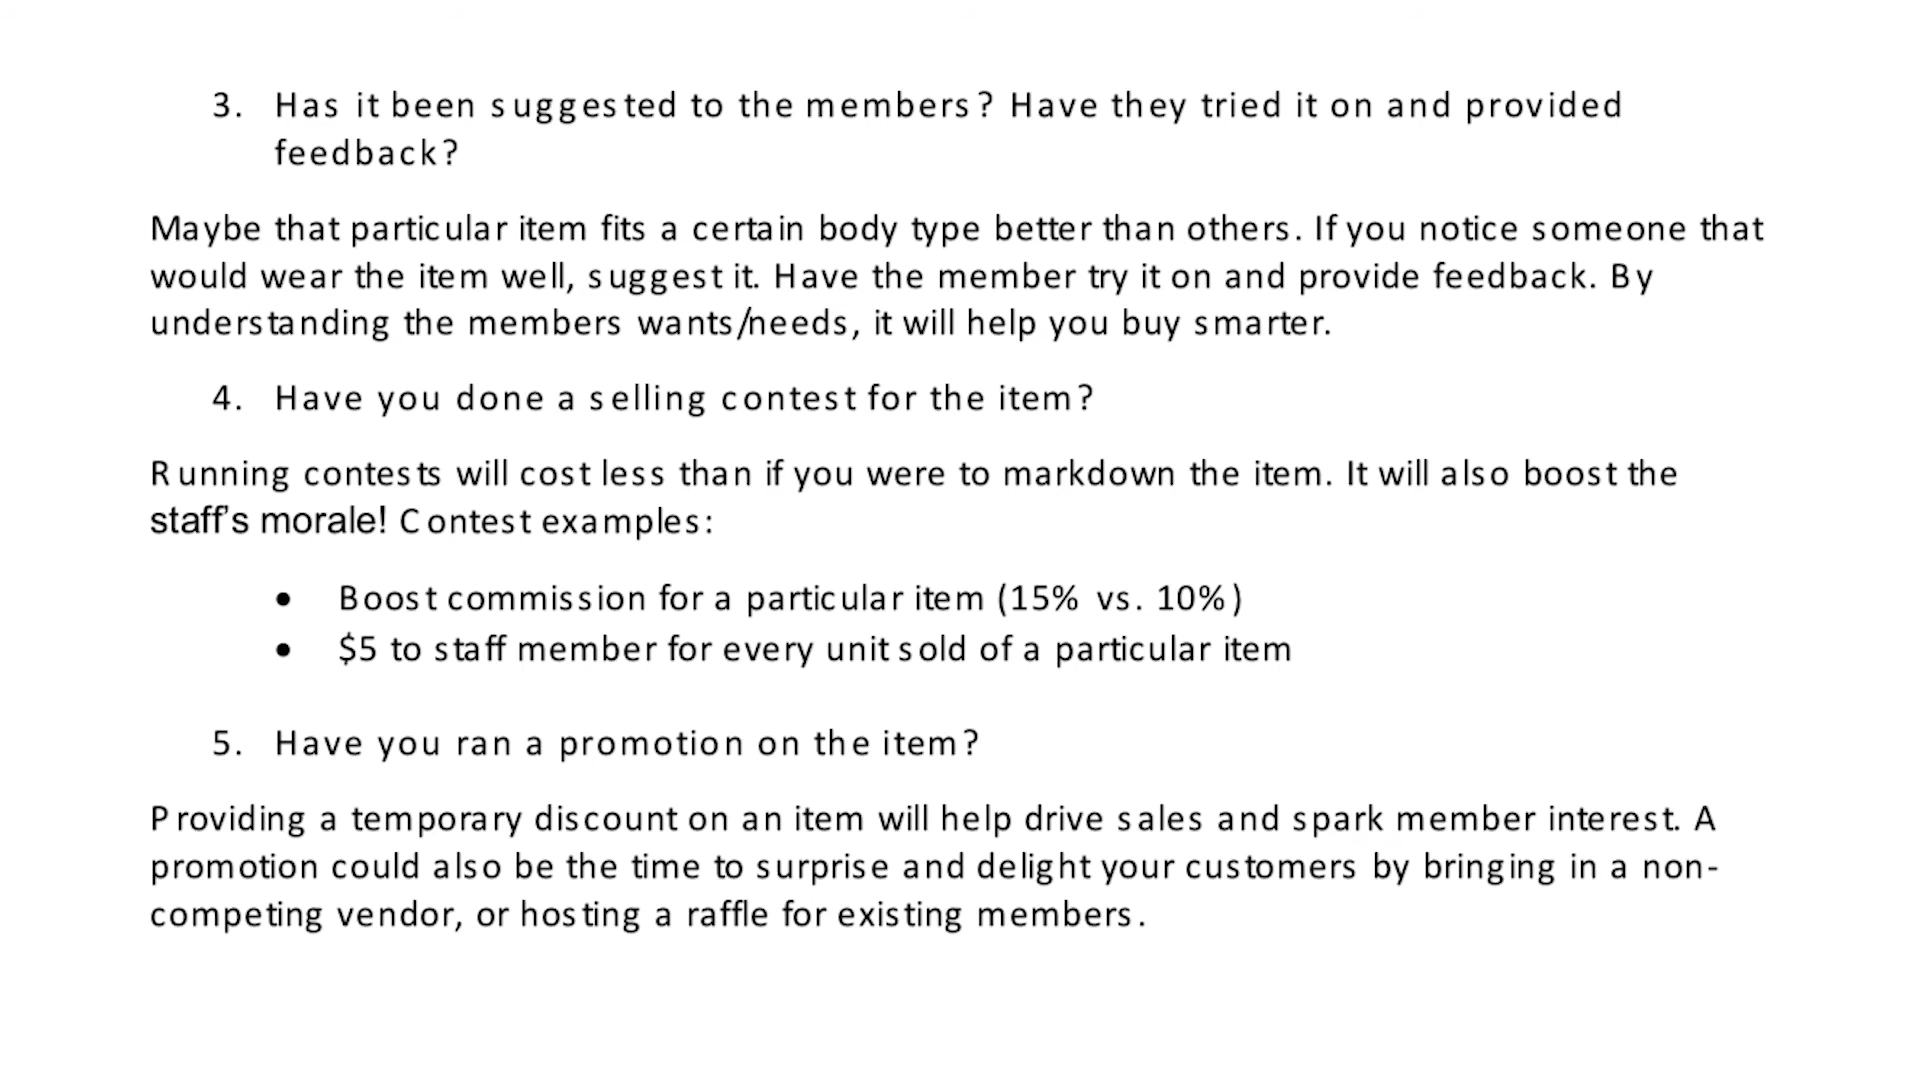 3. Has it been suggested to the members? Have they tried it on and provided
feedback?
Maybe that particular item fits a certain body type better than others. If you notice someone that
would wear the item well, suggest it. Have the member try it on and provide feedback. By
understanding the members wants/needs, it will help you buy smarter.
4. Have you done a selling contest for the item?
Running contests will cost less than if you were to markdown the item. It will also boost the
staff's morale! Contest examples:
• Boost commission for a particular item (15% vs. 10%)
• $5 to staff member for every unit sold of a particular item
5. Have you ran a promotion on the item?
Providing a temporary discount on an item will help drive sales and spark member interest. A
promotion could also be the time to surprise and delight your customers by bringing in a non-
competing vendor, or hosting a raffle for existing members.